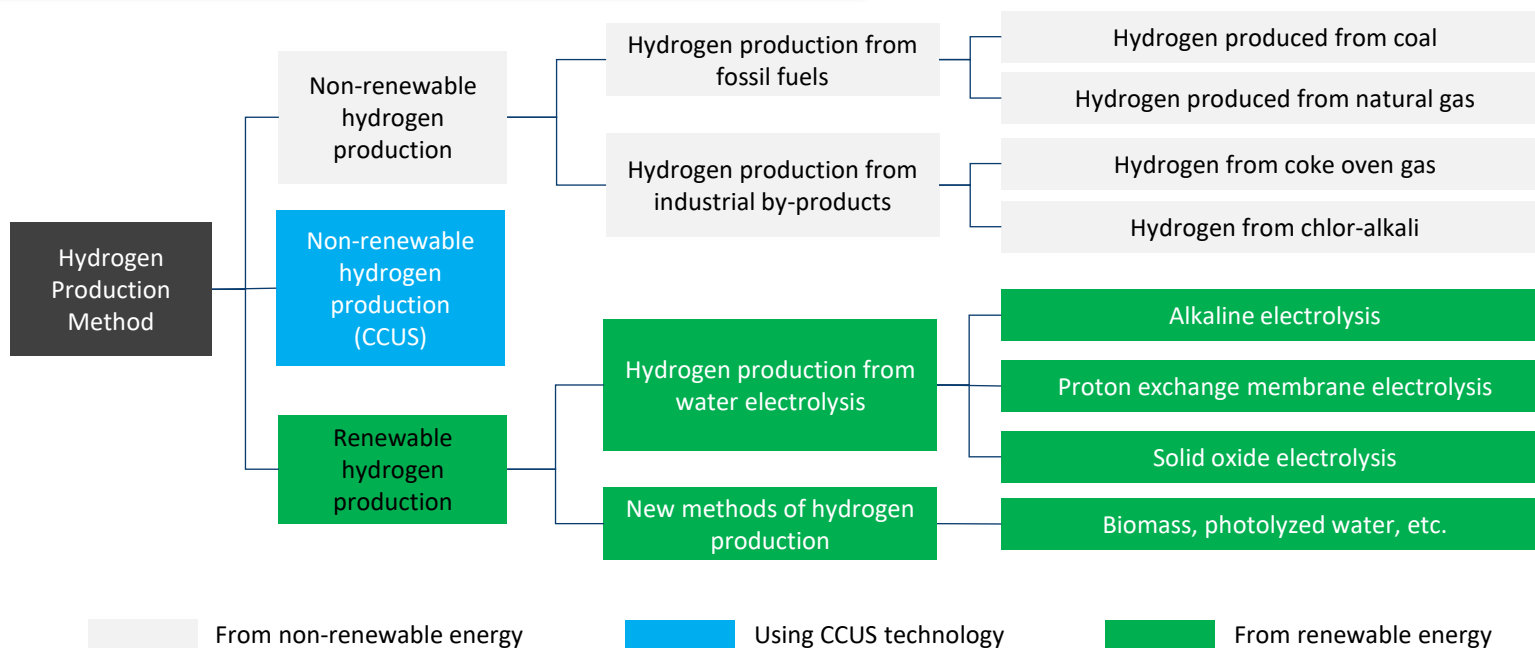 Hydrogen
Production
Method
Non-renewable
hydrogen
production
Non-renewable
hydrogen
production
(CCUS)
Renewable
hydrogen
production
Hydrogen production from
fossil fuels
Hydrogen production from
industrial by-products
Hydrogen production from
water electrolysis
New methods of hydrogen
production
Hydrogen produced from coal
Hydrogen produced from natural gas
Hydrogen from coke oven gas
Hydrogen from chlor-alkali
Alkaline electrolysis
Proton exchange membrane electrolysis
Solid oxide electrolysis
Biomass, photolyzed water, etc.
From non-renewable energy
Using CCUS technology
From renewable energy